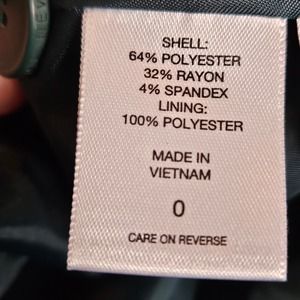 SHELL:
64% POLYESTER
32% RAYON
4% SPANDEX
LINING:
100% POLYESTER
MADE IN
VIETNAM
0
CARE ON REVERSE